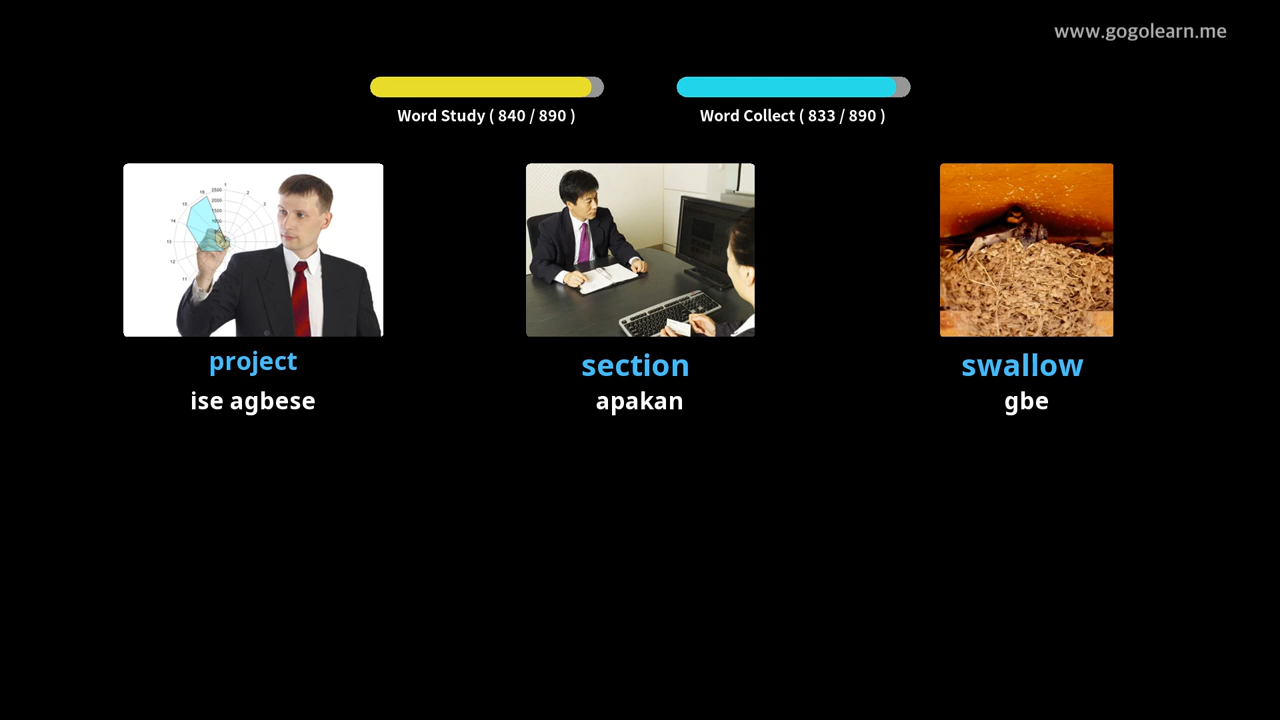 www.gogolearn.me
Word Study ( 840 / 890 )
Word Collect ( 833 / 890 )
project
section
swallow
ise agbese
apakan
gbe